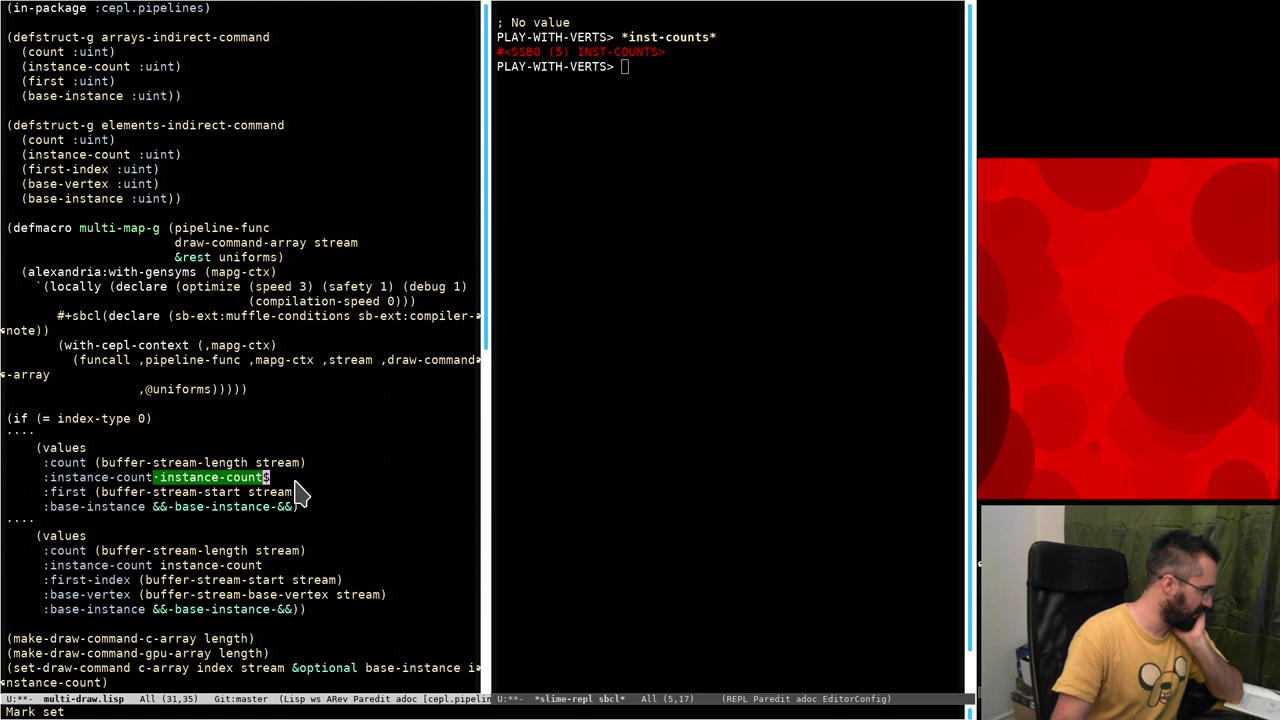 (in-package :cepl.pipelines)
(defstruct-g arrays-indirect-command
  (count :uint)
  (instance-count :uint)
  (first :uint)
  (base-instance :uint))
(defstruct-g elements-indirect-command
  (count :uint)
  (instance-count :uint)
  (first-index :uint)
  (base-vertex :uint)
  (base-instance :uint))
(defmacro multi-map-g (pipeline-func
                       draw-command-array stream
                       &rest uniforms)
  (alexandria:with-gensyms (mapg-ctx)
    `(locally (declare (optimize (speed 3) (safety 1) (debug 1)
                                 (compilation-speed 0)))
       #+sbcl(declare (sb-ext:muffle-conditions sb-ext:compiler-
note))
       (with-cepl-context (,mapg-ctx)
         (funcall ,pipeline-func ,mapg-ctx ,stream ,draw-command
-array
                  ,@uniforms)))))
(if (= index-type 0)
····
    (values
     :count (buffer-stream-length stream)
     :instance-count·instance-count$
     :first (buffer-stream-start stream)
     :base-instance &&-base-instance-&&)
····
    (values
     :count (buffer-stream-length stream)
     :instance-count instance-count
     :first-index (buffer-stream-start stream)
     :base-vertex (buffer-stream-base-vertex stream)
     :base-instance &&-base-instance-&&))
(make-draw-command-c-array length)
(make-draw-command-gpu-array length)
(set-draw-command c-array index stream &optional base-instance i
nstance-count)
U:**-  multi-draw.lisp   All (31,35)   Git:master   (Lisp ws ARev Paredit adoc [cepl.pipelin
Mark set
; No value
PLAY-WITH-VERTS> *inst-counts*
#<SSBO (5) INST-COUNTS>
PLAY-WITH-VERTS>
U:**-  *slime-repl sbcl*   All (5,17)   (REPL Paredit adoc EditorConfig)